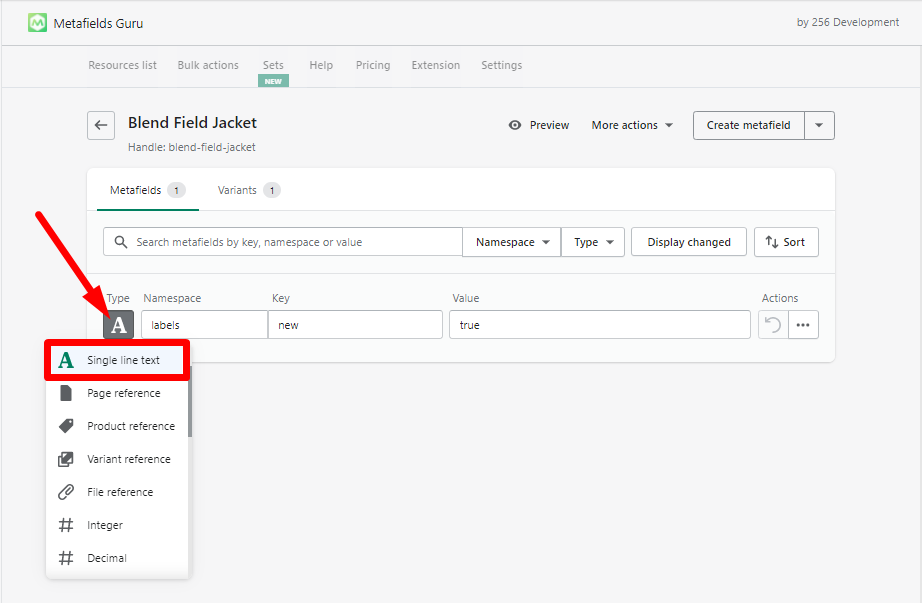 Metafields Guru
by 256 Development
Resources list Bulk actions Sets Help Pricing Extension Settings
NEW
Blend Field Jacket
Handle: blend-field-jacket
Preview More actions Create metafield
Metafields 1 Variants 1
Search metafields by key, namespace or value Namespace Type Display changed Sort
Type Namespace Key Value Actions
A labels new true
A Single line text
Page reference
Product reference
Variant reference
File reference
Integer
Decimal